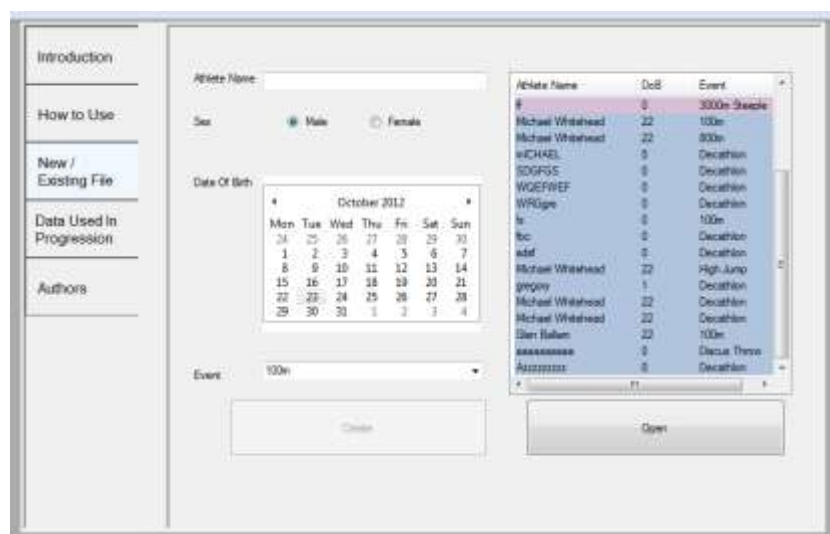 Introduction
How to Use
New /
Existing File
Data Used In
Progression
Authors
Athlete Name
Sex
Male Female
Date Of Birth
October 2012
Mon Tue Wed Thu Fri Sat Sun
24 25 26 27 28 29 30
1 2 3 4 5 6 7
8 9 10 11 12 13 14
15 16 17 18 19 20 21
22 23 24 25 26 27 28
29 30 31 1 2 3 4
Event
100m
Create
Athlete Name DoB Event
0 3000m Steeple
Michael Whitehead 22 100m
Michael Whitehead 22 800m
mICHAEL 0 Decathlon
SDGFGS 0 Decathlon
WQEFWEF 0 Decathlon
0 Decathlon
0 100m
0 Decathlon
0 Decathlon
Michael Whitehead 22 High Jump
gregory 1 Decathlon
Michael Whitehead 22 Decathlon
Michael Whitehead 22 Decathlon
Glen Ballam 22 100m
0 Discus Throw
0 Decathlon
Open